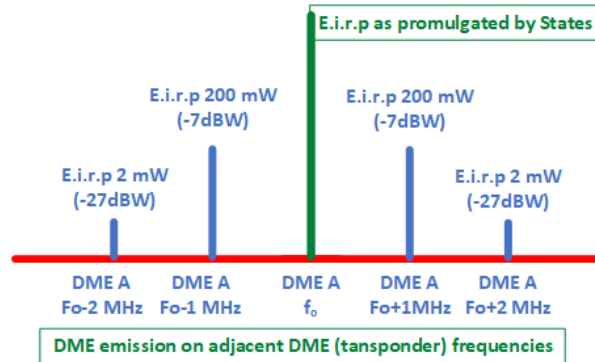 E.i.r.p as promulgated by States
E.i.r.p 200 mW
(-7dBW)
E.i.r.p 200 mW
(-7dBW)
E.i.r.p 2 mW
(-27dBW)
E.i.r.p 2 mW
(-27dBW)
DME A
Fo-2 MHz
DME A
Fo-1 MHz
DME A
fo
DME A
Fo+1MHz
DME A
Fo+2 MHz
DME emission on adjacent DME (tansponder) frequencies